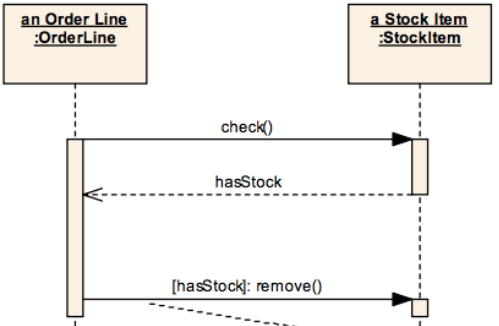 an Order Line
:OrderLine
a Stock Item
:StockItem
check()
hasStock
[hasStock]: remove()